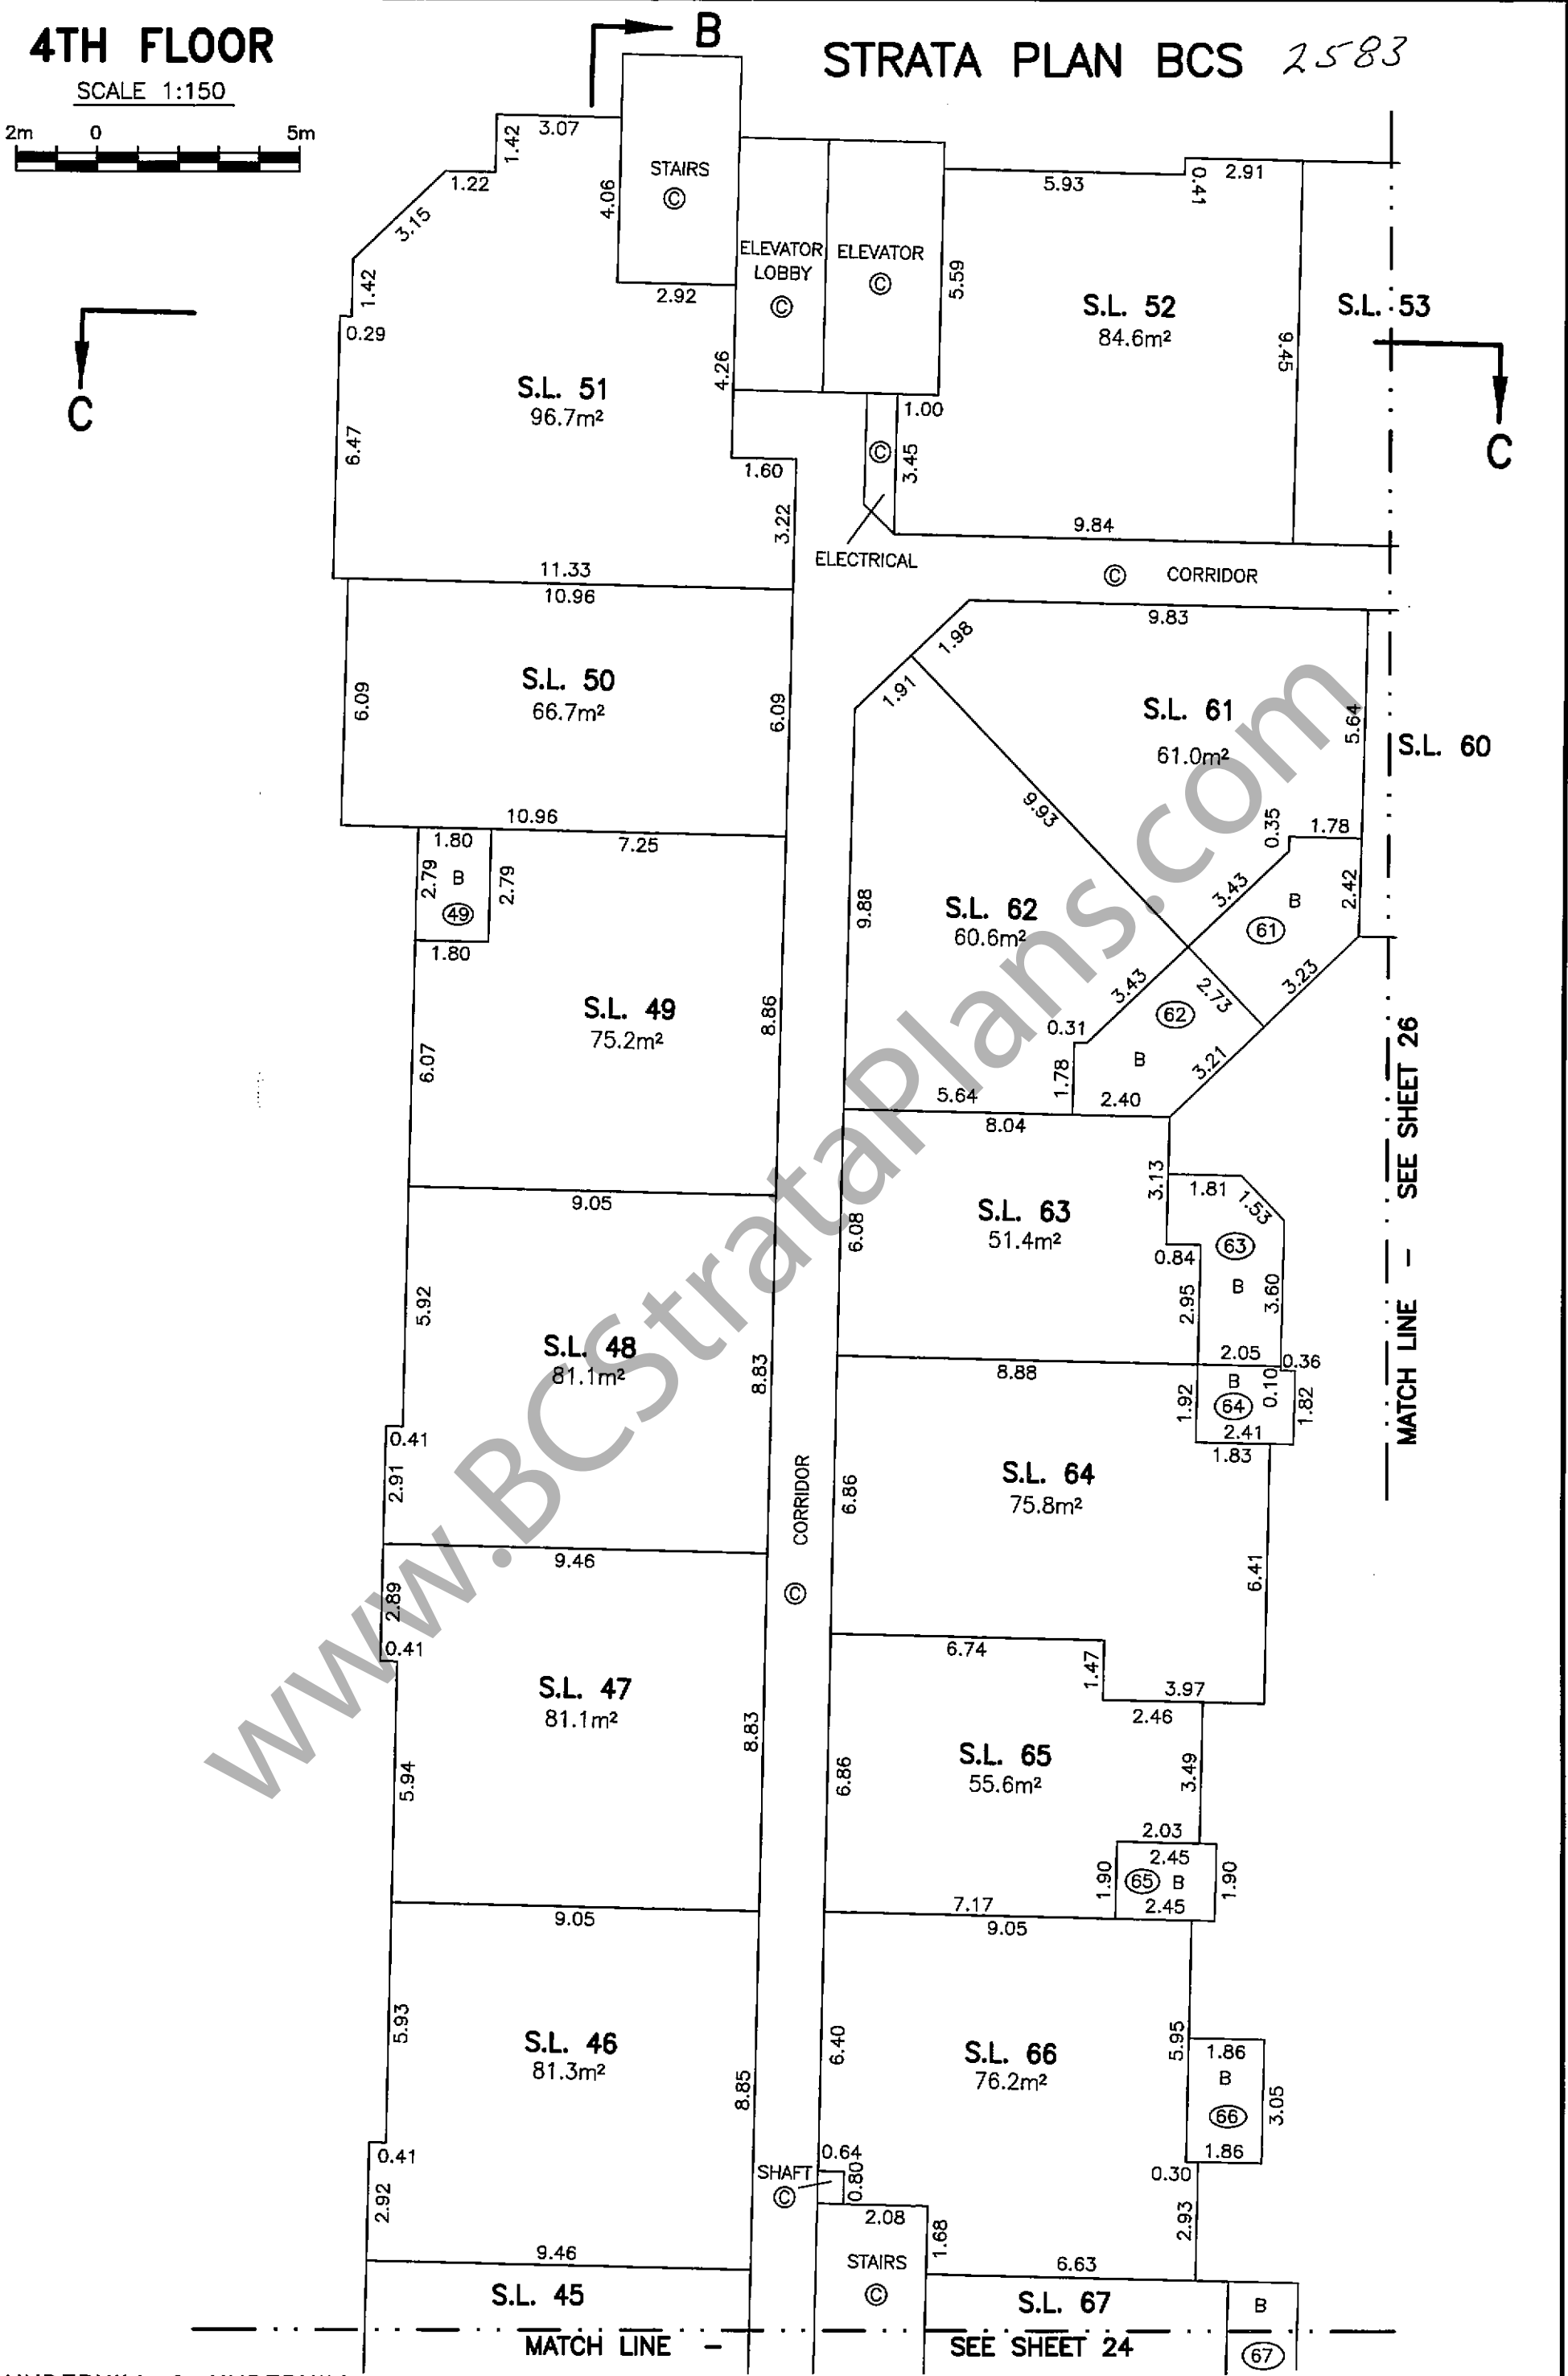 4TH FLOOR
SCALE 1:150
2m 0 5m
B
STRATA PLAN BCS 2583
3.07
1.42
1.22
3.15
1.42
0.29
6.47
4.06
STAIRS
©
2.92
ELEVATOR
LOBBY
©
ELEVATOR
©
5.59
4.26
S.L. 51
96.7m²
1.60
3.22
11.33
C
5.93
0.41
2.91
S.L. 52
84.6m²
9.45
S.L. 53
C
1.00
©
3.45
ELECTRICAL
9.84
© CORRIDOR
10.96
6.09
S.L. 50
66.7m²
6.09
10.96
1.80
7.25
2.79
B
49
2.79
1.80
S.L. 49
75.2m²
6.07
8.86
9.05
9.83
1.98
1.91
S.L. 61
61.0m²
5.64
S.L. 60
9.93
0.35
1.78
3.43
B
61
2.42
3.23
9.88
S.L. 62
60.6m²
3.43
2.73
62
B
0.31
1.78
3.21
5.64
2.40
8.04
3.13
1.81
1.53
S.L. 63
51.4m²
6.08
0.84
63
B
2.95
3.60
2.05
0.36
8.88
B
0.10
64
1.92
1.82
2.41
1.83
MATCH LINE - SEE SHEET 26
5.92
S.L. 48
81.1m²
8.83
0.41
2.91
9.46
CORRIDOR
©
S.L. 64
75.8m²
6.86
6.41
6.74
1.47
3.97
2.46
2.89
0.41
S.L. 47
81.1m²
5.94
8.83
9.05
S.L. 65
55.6m²
6.86
3.49
2.03
2.45
1.90
65 B
1.90
2.45
7.17
9.05
5.93
S.L. 46
81.3m²
8.85
0.41
2.92
9.46
6.40
S.L. 66
76.2m²
5.95
1.86
B
66
3.05
1.86
0.30
2.93
0.64
SHAFT
©
0.80
2.08
1.68
STAIRS
©
6.63
S.L. 45
S.L. 67
B
67
MATCH LINE - SEE SHEET 24
www.BCStrataPlans.com